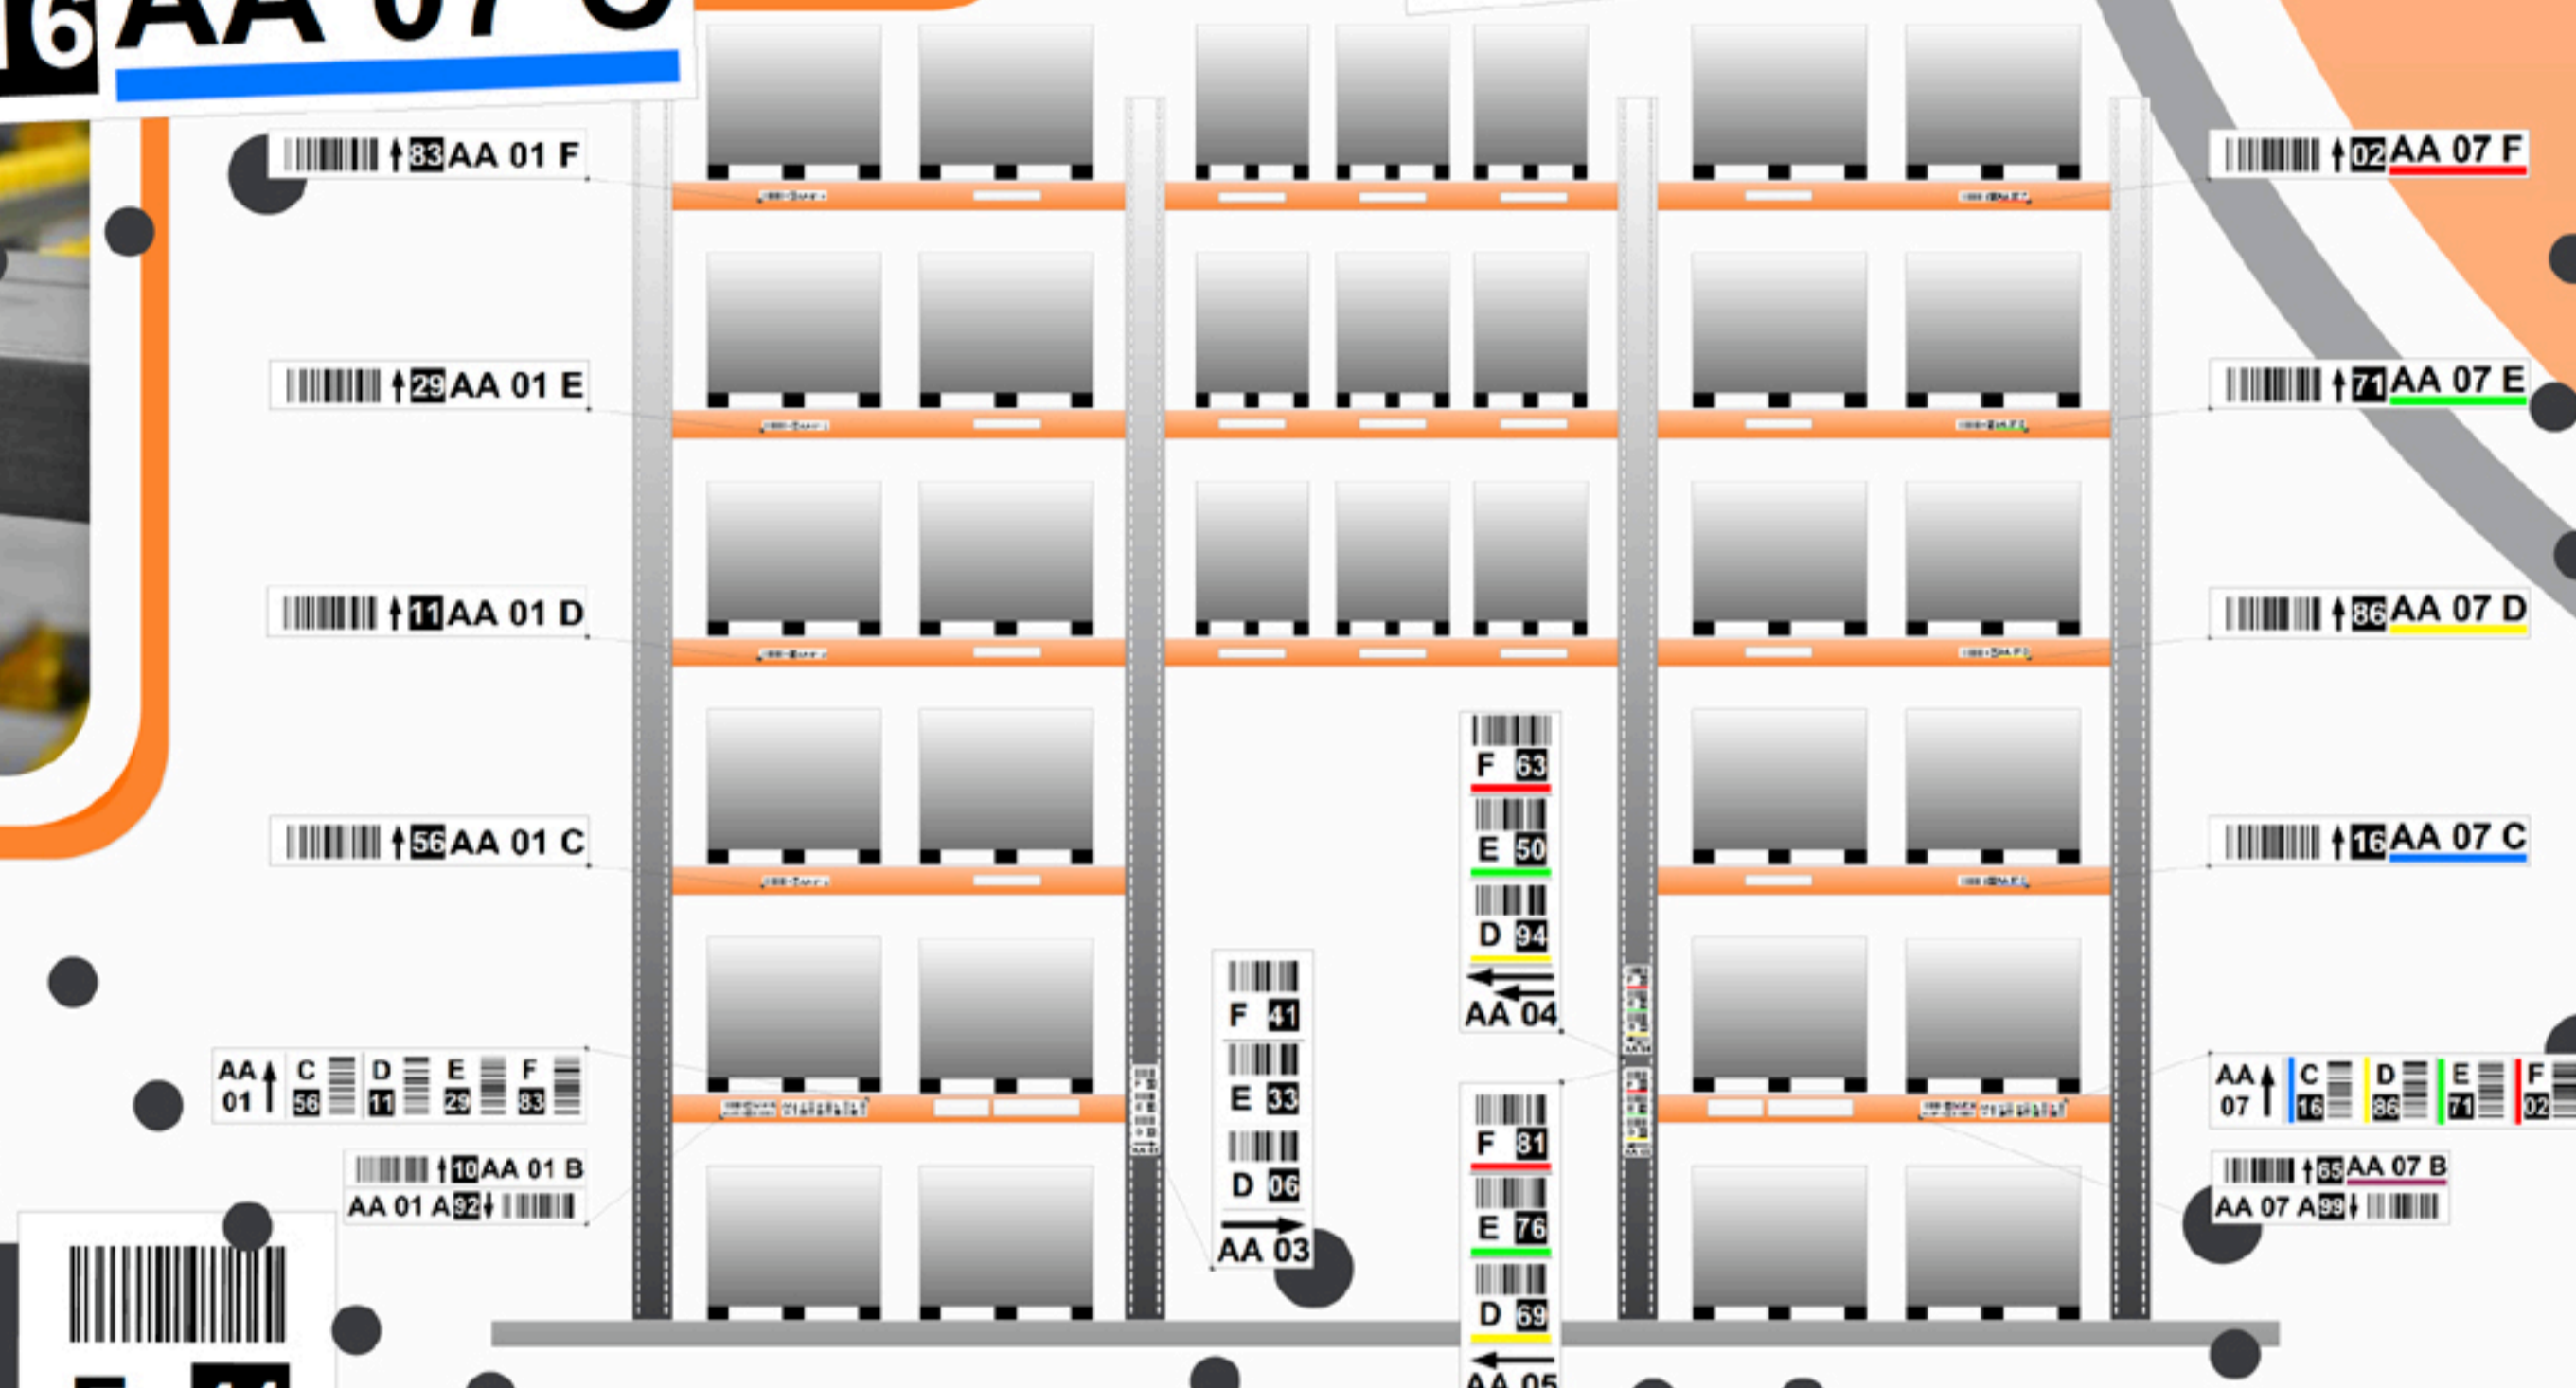 6 AA 07 C
83 AA 01 F
29 AA 01 E
11 AA 01 D
56 AA 01 C
AA 01 C 56 D 11 E 29 F 83
10 AA 01 B
AA 01 A 92
F 41
E 33
D 06
AA 03
F 63
E 50
D 94
AA 04
F 81
E 76
D 69
AA 05
02 AA 07 F
71 AA 07 E
86 AA 07 D
16 AA 07 C
AA 07 C 16 D 86 E 71 F 02
65 AA 07 B
AA 07 A 99